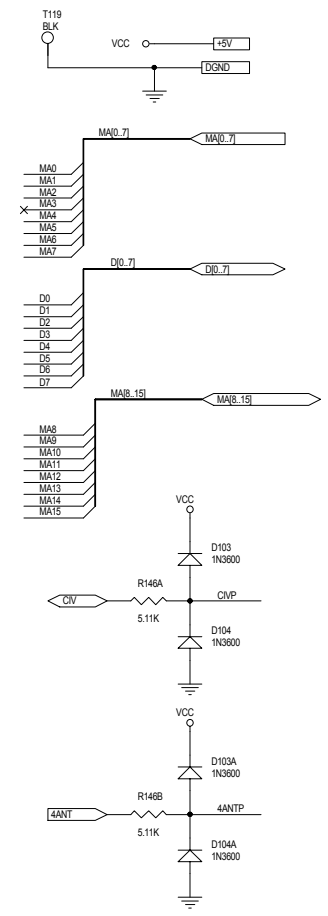 T119
BLK
VCC
+5V
DGND
MA[0..7]
MA[0..7]
MA0
MA1
MA2
MA3
MA4
MA5
MA6
MA7
D[0..7]
D[0..7]
D0
D1
D2
D3
D4
D5
D6
D7
MA[8..15]
MA[8..15]
MA8
MA9
MA10
MA11
MA12
MA13
MA14
MA15
VCC
D103
1N3600
R146A
CIV
CIVP
5.11K
D104
1N3600
VCC
D103A
1N3600
R146B
4ANT
4ANTP
5.11K
D104A
1N3600